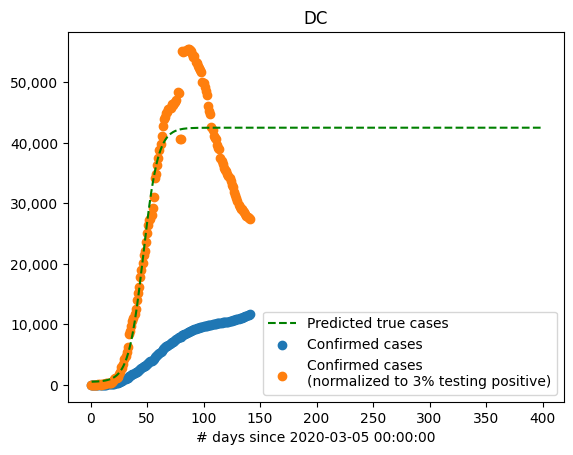 DC
50,000
40,000
30,000
20,000
10,000
0
Predicted true cases
Confirmed cases
Confirmed cases
(normalized to 3% testing positive)
0 50 100 150 200 250 300 350 400
# days since 2020-03-05 00:00:00